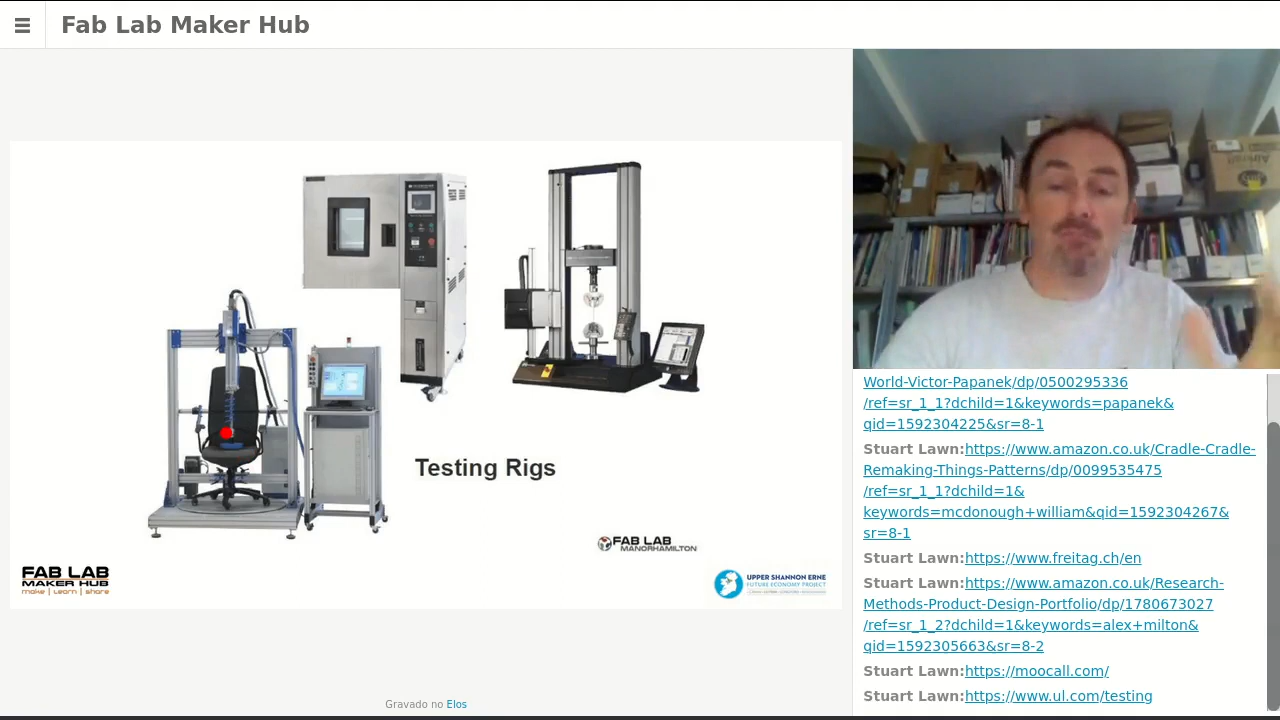 Fab Lab Maker Hub
Testing Rigs
FAB LAB
MANORHAMILTON
FAB LAB
MAKER HUB
make | Learn | share
UPPER SHANNON ERNE
FUTURE ECONOMY PROJECT
Gravado no Elos
World-Victor-Papanek/dp/0500295336
/ref=sr_1_1?dchild=1&keywords=papanek&
qid=1592304225&sr=8-1
Stuart Lawn:https://www.amazon.co.uk/Cradle-Cradle-
Remaking-Things-Patterns/dp/0099535475
/ref=sr_1_1?dchild=1&
keywords=mcdonough+william&qid=1592304267&
sr=8-1
Stuart Lawn:https://www.freitag.ch/en
Stuart Lawn:https://www.amazon.co.uk/Research-
Methods-Product-Design-Portfolio/dp/1780673027
/ref=sr_1_2?dchild=1&keywords=alex+milton&
qid=1592305663&sr=8-2
Stuart Lawn:https://moocall.com/
Stuart Lawn:https://www.ul.com/testing